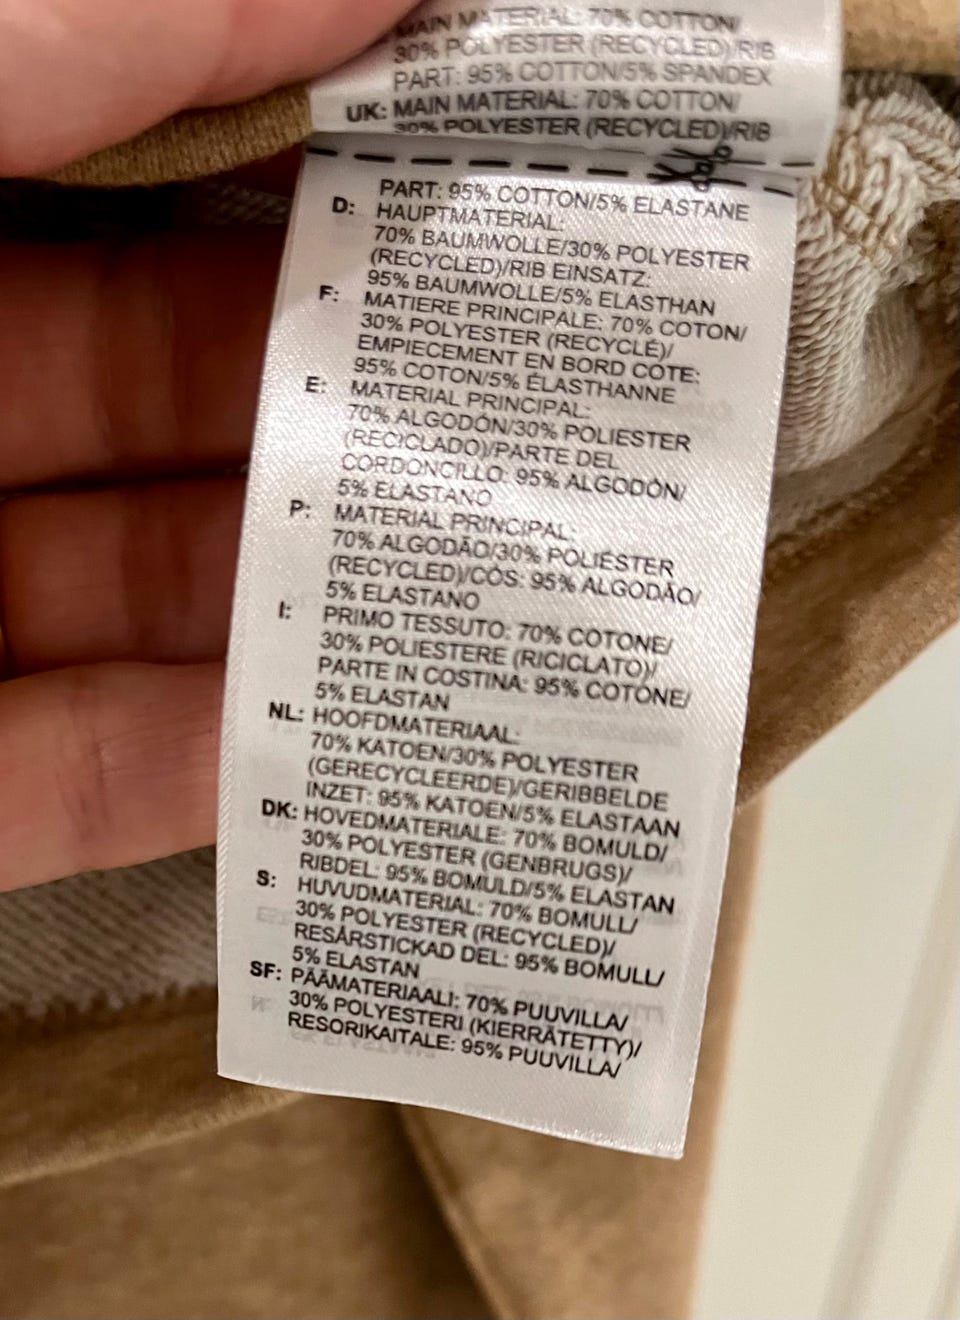 MAIN MATERIAL: 70% COTTON/
30% POLYESTER (RECYCLED)/RIB
PART: 95% COTTON/5% SPANDEX
UK: MAIN MATERIAL: 70% COTTON/
30% POLYESTER (RECYCLED)/RIB
PART: 95% COTTON/5% ELASTANE
D: HAUPTMATERIAL:
70% BAUMWOLLE/30% POLYESTER
(RECYCLED)/RIB EINSATZ:
95% BAUMWOLLE/5% ELASTHAN
F: MATIERE PRINCIPALE: 70% COTON/
30% POLYESTER (RECYCLÉ)/
EMPIECEMENT EN BORD COTE:
95% COTON/5% ÉLASTHANNE
E: MATERIAL PRINCIPAL:
70% ALGODÓN/30% POLIESTER
(RECICLADO)/PARTE DEL
CORDONCILLO: 95% ALGODÓN/
5% ELASTANO
P: MATERIAL PRINCIPAL:
70% ALGODÃO/30% POLIÉSTER
(RECYCLED)/CÓS: 95% ALGODÃO/
5% ELASTANO
I: PRIMO TESSUTO: 70% COTONE/
30% POLIESTERE (RICICLATO)/
PARTE IN COSTINA: 95% COTONE/
5% ELASTAN
NL: HOOFDMATERIAAL:
70% KATOEN/30% POLYESTER
(GERECYCLEERDE)/GERIBBELDE
INZET: 95% KATOEN/5% ELASTAAN
DK: HOVEDMATERIALE: 70% BOMULD/
30% POLYESTER (GENBRUGS)/
RIBDEL: 95% BOMULD/5% ELASTAN
S: HUVUDMATERIAL: 70% BOMULL/
30% POLYESTER (RECYCLED)/
RESÅRSTICKAD DEL: 95% BOMULL/
5% ELASTAN
SF: PÄÄMATERIAALI: 70% PUUVILLA/
30% POLYESTERI (KIERRÄTETTY)/
RESORIKAITALE: 95% PUUVILLA/